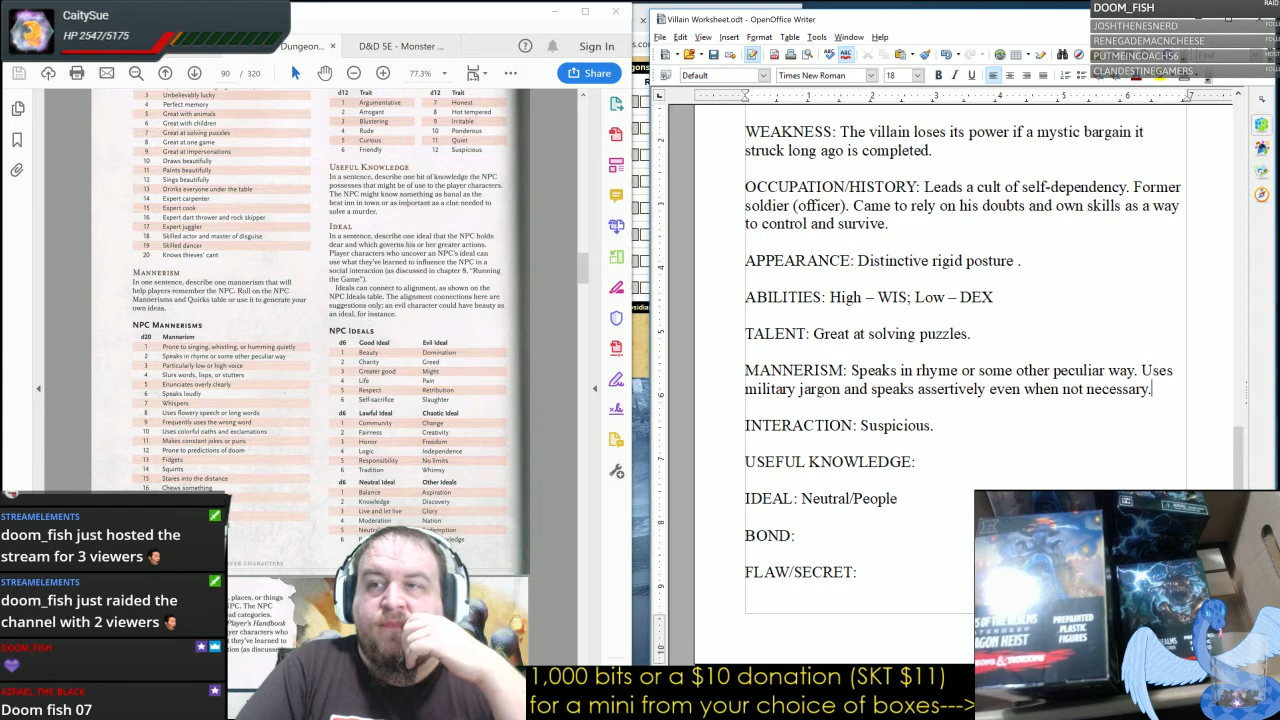 CaitySue
HP 2547/5175
Dungeon...
D&D 5E - Monster ...
Sign In
90 / 320
77.3%
Share
3 Unbelievably lucky
4 Perfect memory
5 Great with animals
6 Great with children
7 Great at solving puzzles
8 Great at one game
9 Great at impersonations
10 Draws beautifully
11 Paints beautifully
12 Sings beautifully
13 Drinks everyone under the table
14 Expert carpenter
15 Expert cook
16 Expert dart thrower and rock skipper
17 Expert juggler
18 Skilled actor and master of disguise
19 Skilled dancer
20 Knows thieves' cant
MANNERISM
In one sentence, describe one mannerism that will
help players remember the NPC. Roll on the NPC
Mannerisms and Quirks table or use it to generate your
own ideas.
NPC MANNERISMS
d20 Mannerism
1 Prone to singing, whistling, or humming quietly
2 Speaks in rhyme or some other peculiar way
3 Particularly low or high voice
4 Slurs words, lisps, or stutters
5 Enunciates overly clearly
6 Speaks loudly
7 Whispers
8 Uses flowery speech or long words
9 Frequently uses the wrong word
10 Uses colorful oaths and exclamations
11 Makes constant jokes or puns
12 Prone to predictions of doom
13 Fidgets
14 Squints
15 Stares into the distance
16 Chews something
d12 Trait d12 Trait
1 Argumentative 7 Honest
2 Arrogant 8 Hot tempered
3 Blustering 9 Irritable
4 Rude 10 Ponderous
5 Curious 11 Quiet
6 Friendly 12 Suspicious
USEFUL KNOWLEDGE
In a sentence, describe one bit of knowledge the NPC
possesses that might be of use to the player characters.
The NPC might know something as banal as the
best inn in town or as important as a clue needed to
solve a murder.
IDEAL
In a sentence, describe one ideal that the NPC holds
dear and which governs his or her greater actions.
Player characters who uncover an NPC's ideal can
use what they've learned to influence the NPC in a
social interaction (as discussed in chapter 8, "Running
the Game").
Ideals can connect to alignment, as shown on the
NPC Ideals table. The alignment connections here are
suggestions only; an evil character could have beauty as
an ideal, for instance.
NPC IDEALS
d6 Good Ideal Evil Ideal
1 Beauty Domination
2 Charity Greed
3 Greater good Might
4 Life Pain
5 Respect Retribution
6 Self-sacrifice Slaughter
d6 Lawful Ideal Chaotic Ideal
1 Community Change
2 Fairness Creativity
3 Honor Freedom
4 Logic Independence
5 Responsibility No limits
6 Tradition Whimsy
d6 Neutral Ideal Other Ideals
1 Balance Aspiration
2 Knowledge Discovery
3 Live and let live Glory
4 Moderation Nation
Villain Worksheet.odt - OpenOffice Writer
File Edit View Insert Format Table Tools Window Help
Default
Times New Roman
18
WEAKNESS: The villain loses its power if a mystic bargain it
struck long ago is completed.
OCCUPATION/HISTORY: Leads a cult of self-dependency. Former
soldier (officer). Came to rely on his doubts and own skills as a way
to control and survive.
APPEARANCE: Distinctive rigid posture .
ABILITIES: High – WIS; Low – DEX
TALENT: Great at solving puzzles.
MANNERISM: Speaks in rhyme or some other peculiar way. Uses
military jargon and speaks assertively even when not necessary.
INTERACTION: Suspicious.
USEFUL KNOWLEDGE:
IDEAL: Neutral/People
BOND:
FLAW/SECRET:
DOOM_FISH
RAID
JOSHTHENESNERD
RENEGADEMACNCHEESE
PUTMEINCOACH56
CLANDESTINEGAMERS
STREAMELEMENTS
doom_fish just hosted the
stream for 3 viewers
STREAMELEMENTS
doom_fish just raided the
channel with 2 viewers
DOOM_FISH
AZRAEL_THE_BLACK
Doom fish 07
DRAGON HEIST
PREPAINTED
PLASTIC
FIGURES
1,000 bits or a $10 donation (SKT $11)
for a mini from your choice of boxes--->